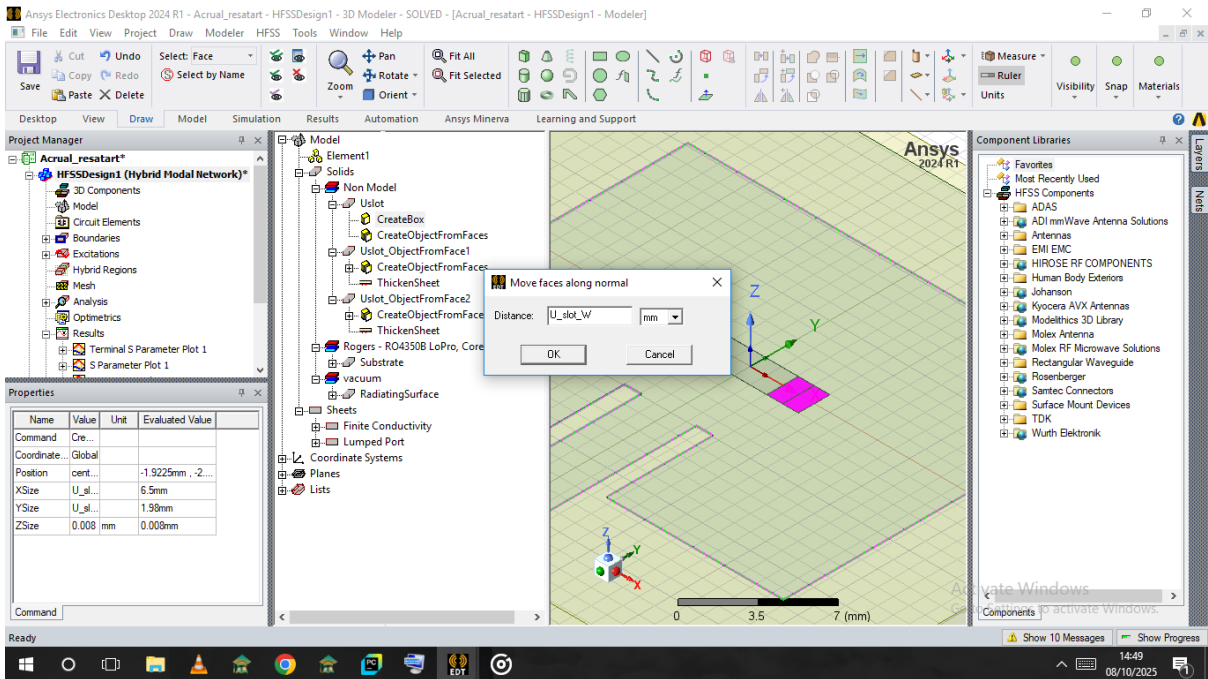 Ansys Electronics Desktop 2024 R1 - Acrual_resatart - HFSSDesign1 - 3D Modeler - SOLVED - [Acrual_resatart - HFSSDesign1 - Modeler]
File Edit View Project Draw Modeler HFSS Tools Window Help
Save
Cut Undo Select: Face
Copy Redo Select by Name
Paste Delete
Zoom
Pan
Rotate
Orient
Fit All
Fit Selected
Measure
Ruler
Units
Visibility Snap Materials
Desktop View Draw Model Simulation Results Automation Ansys Minerva Learning and Support
Project Manager
Acrual_resatart*
HFSSDesign1 (Hybrid Modal Network)*
3D Components
Model
Circuit Elements
Boundaries
Excitations
Hybrid Regions
Mesh
Analysis
Optimetrics
Results
Terminal S Parameter Plot 1
S Parameter Plot 1
Properties
Name Value Unit Evaluated Value
Command Cre...
Coordinate... Global
Position cent... -1.9225mm , -2....
XSize U_sl... 6.5mm
YSize U_sl... 1.98mm
ZSize 0.008 mm 0.008mm
Command
Model
Element1
Solids
Non Model
Uslot
CreateBox
CreateObjectFromFaces
Uslot_ObjectFromFace1
CreateObjectFromFaces
ThickenSheet
Uslot_ObjectFromFace2
CreateObjectFromFace
ThickenSheet
Rogers - RO4350B LoPro, Core
Substrate
vacuum
RadiatingSurface
Sheets
Finite Conductivity
Lumped Port
Coordinate Systems
Planes
Lists
Ansys
2024 R1
Move faces along normal
Distance: U_slot_W mm
OK Cancel
Z
Y
Z
Y
X
0 3.5 7 (mm)
Component Libraries
Favorites
Most Recently Used
HFSS Components
ADAS
ADI mmWave Antenna Solutions
Antennas
EMI EMC
HIROSE RF COMPONENTS
Human Body Exteriors
Johanson
Kyocera AVX Antennas
Modelithics 3D Library
Molex Antenna
Molex RF Microwave Solutions
Rectangular Waveguide
Rosenberger
Samtec Connectors
Surface Mount Devices
TDK
Wurth Elektronik
Components
Layers
Nets
Activate Windows
Go to Settings to activate Windows.
Ready
Show 10 Messages Show Progress
PC
EDT
14:49
08/10/2025
1